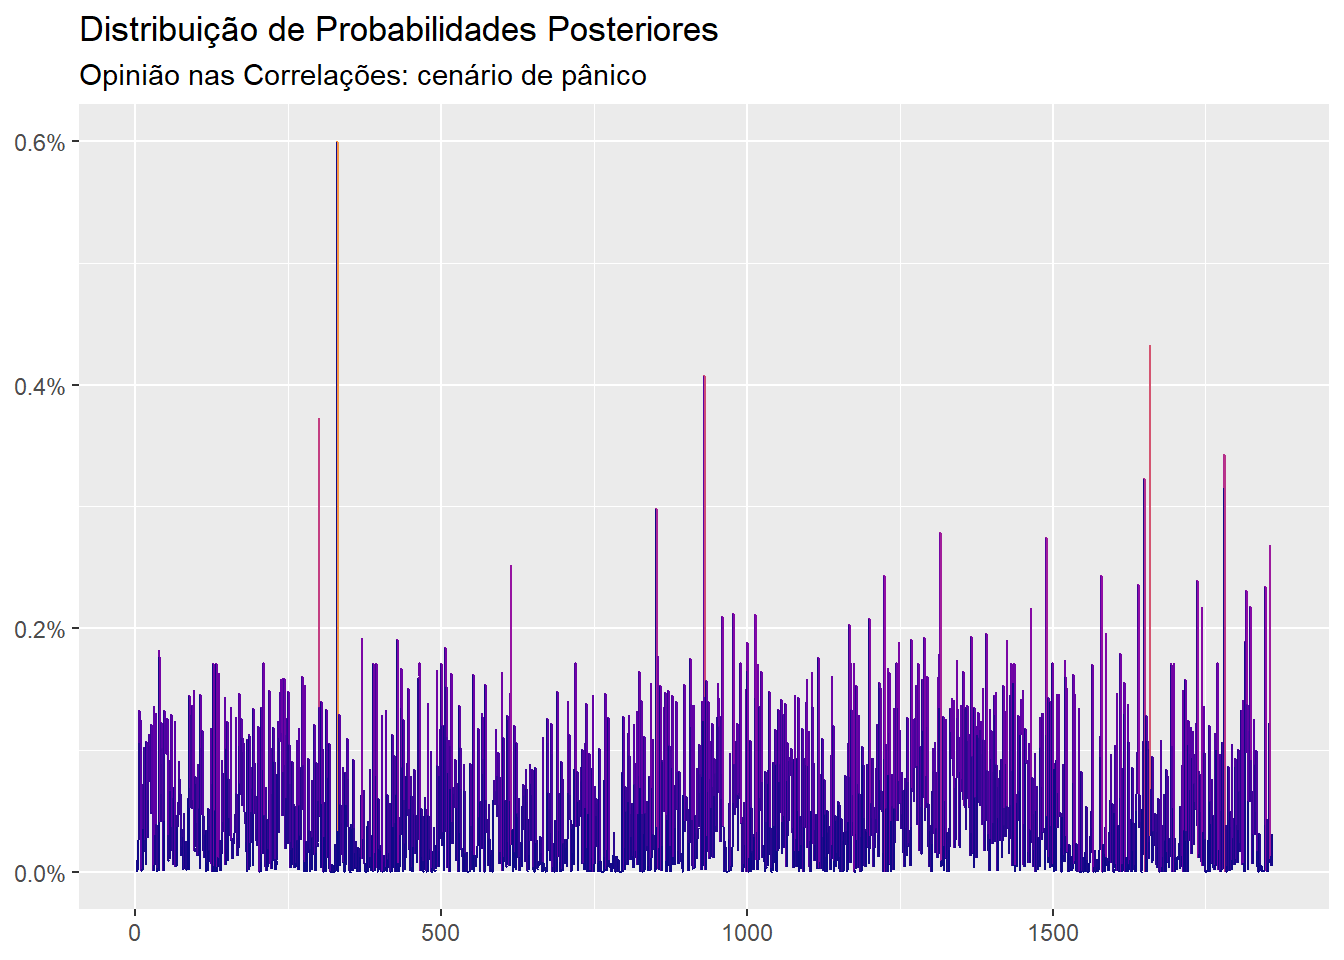 Distribuição de Probabilidades Posteriores
Opinião nas Correlações: cenário de pânico
0.6%
0.4%
0.2%
0.0%
0 500 1000 1500